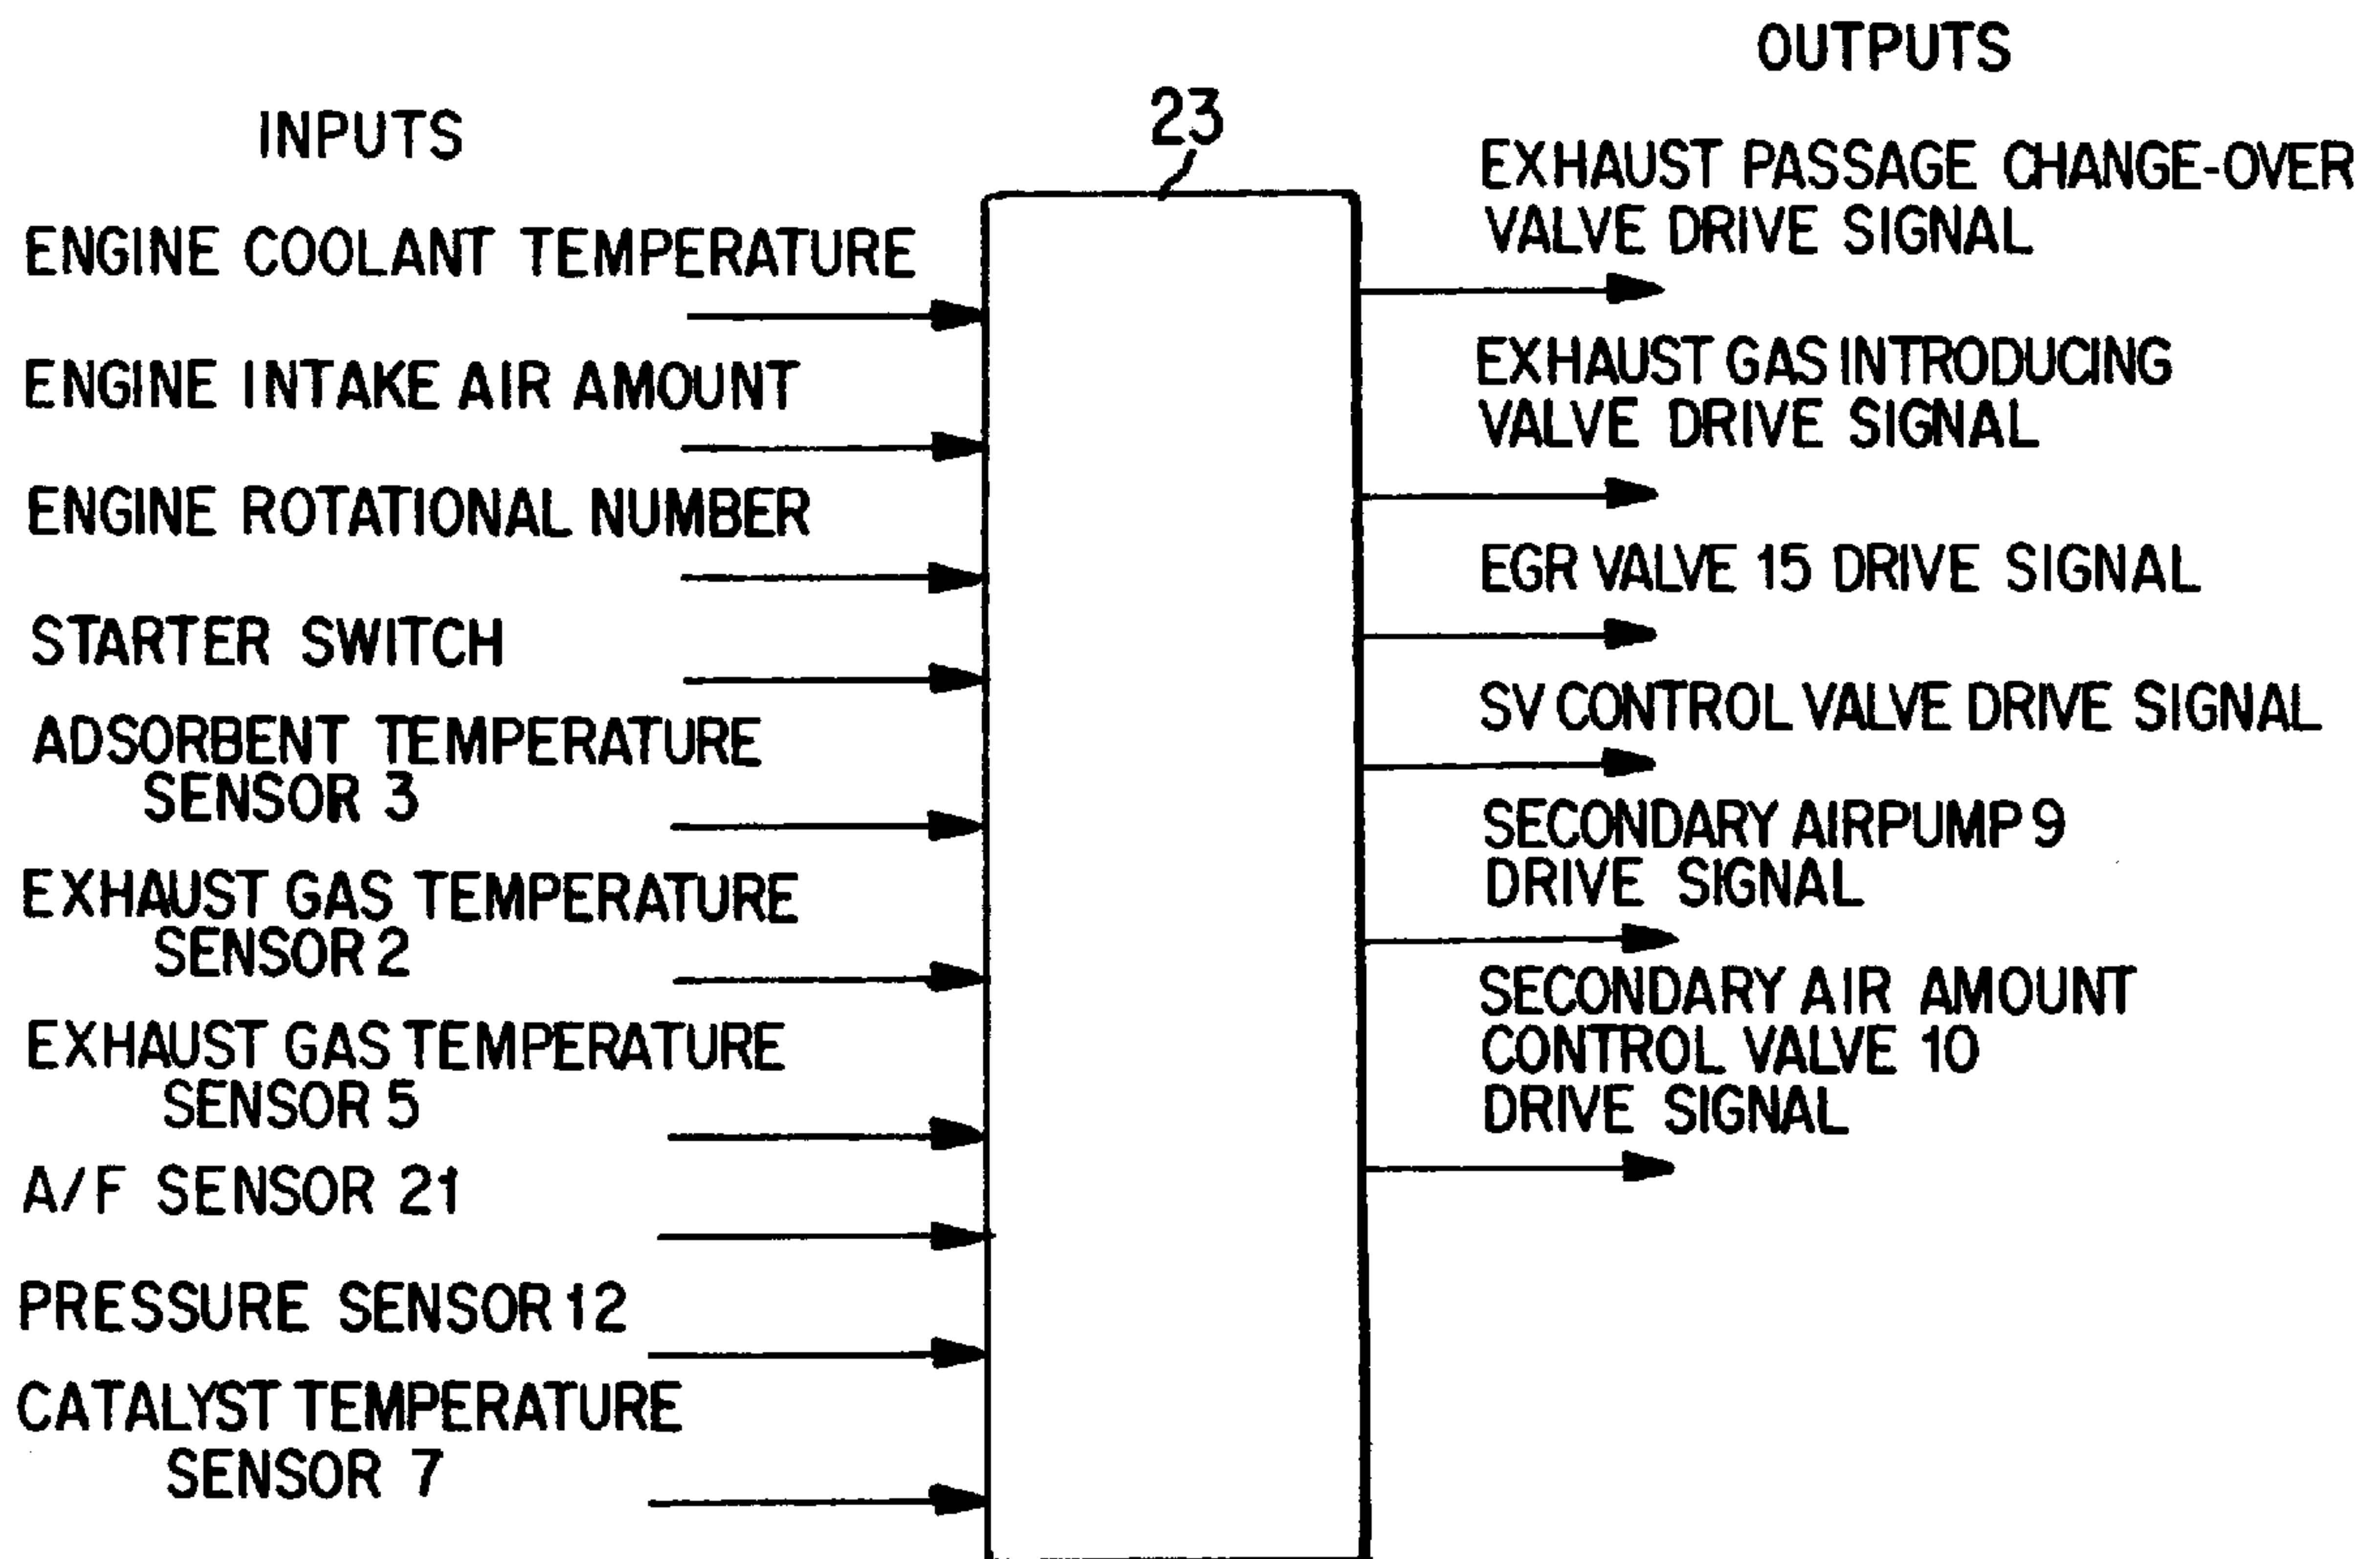 INPUTS
ENGINE COOLANT TEMPERATURE
ENGINE INTAKE AIR AMOUNT
ENGINE ROTATIONAL NUMBER
STARTER SWITCH
ADSORBENT TEMPERATURE
SENSOR 3
EXHAUST GAS TEMPERATURE
SENSOR 2
EXHAUST GAS TEMPERATURE
SENSOR 5
A/F SENSOR 21
PRESSURE SENSOR 12
CATALYST TEMPERATURE
SENSOR 7
23
OUTPUTS
EXHAUST PASSAGE CHANGE-OVER
VALVE DRIVE SIGNAL
EXHAUST GAS INTRODUCING
VALVE DRIVE SIGNAL
EGR VALVE 15 DRIVE SIGNAL
SV CONTROL VALVE DRIVE SIGNAL
SECONDARY AIRPUMP 9
DRIVE SIGNAL
SECONDARY AIR AMOUNT
CONTROL VALVE 10
DRIVE SIGNAL